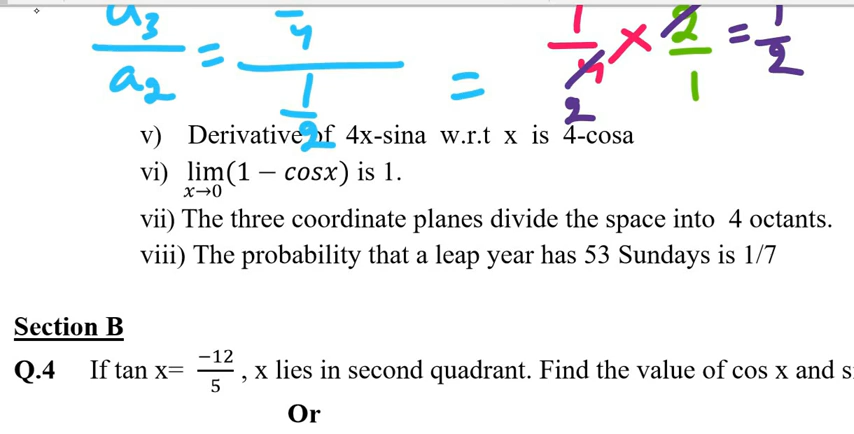 a3/a2 = 1/4 / 1/2 = 1/4 × 2/1 = 1/2
2
v) Derivative of 4x-sina w.r.t x is 4-cosa
vi) lim(1 − cosx) is 1.
x→0
vii) The three coordinate planes divide the space into 4 octants.
viii) The probability that a leap year has 53 Sundays is 1/7
Section B
Q.4 If tan x= −12/5 , x lies in second quadrant. Find the value of cos x and s
Or